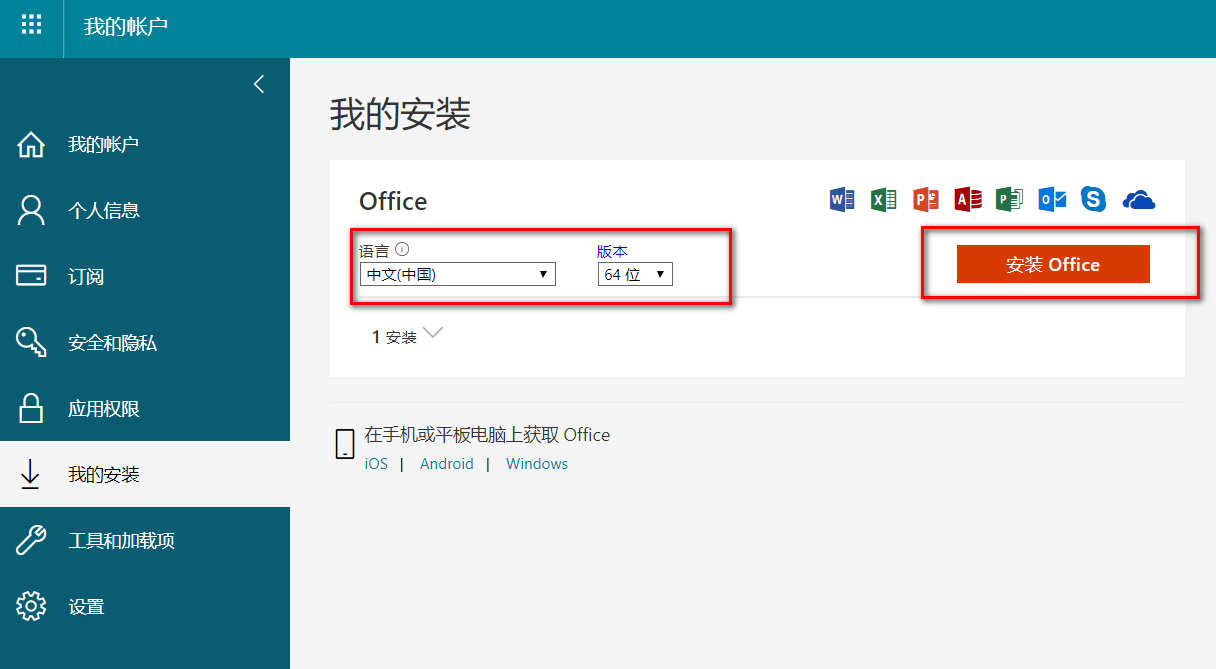 我的帐户
我的帐户
个人信息
订阅
安全和隐私
应用权限
我的安装
工具和加载项
设置
我的安装
Office
语言 版本
中文(中国) 64 位
安装 Office
1 安装
在手机或平板电脑上获取 Office
iOS | Android | Windows